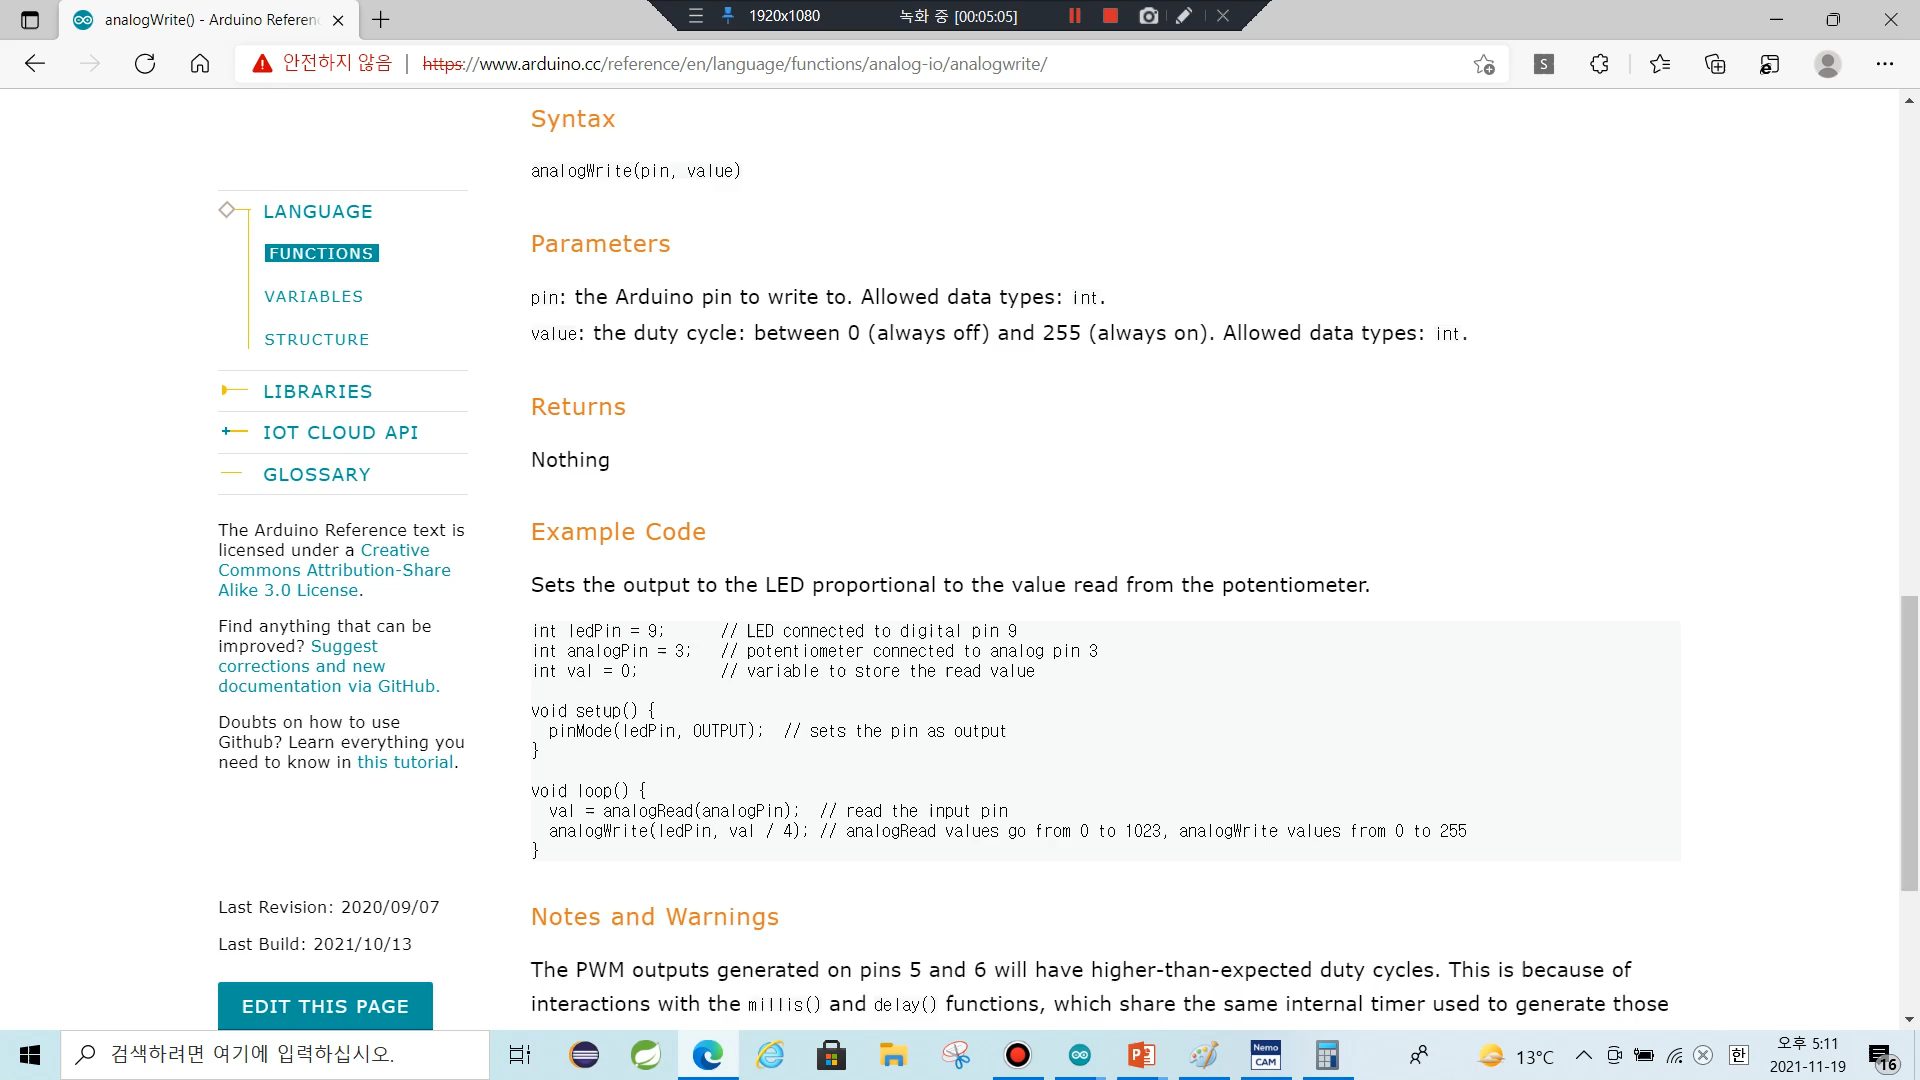 analogWrite() - Arduino Referen
1920x1080
녹화 중 [00:05:05]
안전하지 않음 | https://www.arduino.cc/reference/en/language/functions/analog-io/analogwrite/
S
Syntax
analogWrite(pin, value)
LANGUAGE
FUNCTIONS
VARIABLES
STRUCTURE
LIBRARIES
IOT CLOUD API
GLOSSARY
The Arduino Reference text is
licensed under a Creative
Commons Attribution-Share
Alike 3.0 License.
Find anything that can be
improved? Suggest
corrections and new
documentation via GitHub.
Doubts on how to use
Github? Learn everything you
need to know in this tutorial.
Last Revision: 2020/09/07
Last Build: 2021/10/13
EDIT THIS PAGE
Parameters
pin: the Arduino pin to write to. Allowed data types: int.
value: the duty cycle: between 0 (always off) and 255 (always on). Allowed data types: int.
Returns
Nothing
Example Code
Sets the output to the LED proportional to the value read from the potentiometer.
int ledPin = 9;      // LED connected to digital pin 9
int analogPin = 3;   // potentiometer connected to analog pin 3
int val = 0;         // variable to store the read value
void setup() {
  pinMode(ledPin, OUTPUT);  // sets the pin as output
}
void loop() {
  val = analogRead(analogPin);  // read the input pin
  analogWrite(ledPin, val / 4); // analogRead values go from 0 to 1023, analogWrite values from 0 to 255
}
Notes and Warnings
The PWM outputs generated on pins 5 and 6 will have higher-than-expected duty cycles. This is because of
interactions with the millis() and delay() functions, which share the same internal timer used to generate those
검색하려면 여기에 입력하십시오.
Nemo
CAM
13°C
한
오후 5:11
2021-11-19
16